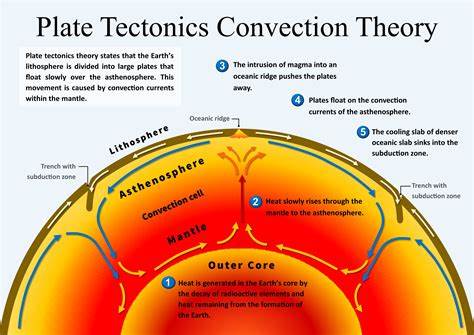 Plate Tectonics Convection Theory
Plate tectonics theory states that the Earth's
lithosphere is divided into large plates that
float slowly over the asthenosphere. This
movement is caused by convection currents
within the mantle.
3 The intrusion of magma into an
oceanic ridge pushes the plates
away.
4 Plates float on the convection
currents of the asthenosphere.
5 The cooling slab of denser
oceanic slab sinks into the
subduction zone.
Oceanic ridge
Lithosphere
Trench with
subduction zone
Asthenosphere
Convection cell
Mantle
2 Heat slowly rises through the
mantle to the asthenosphere.
Trench with
subduction zone
Outer Core
1 Heat is generated in the Earth's core by
the decay of radioactive elements and
heat remaining from the formation of
the Earth.